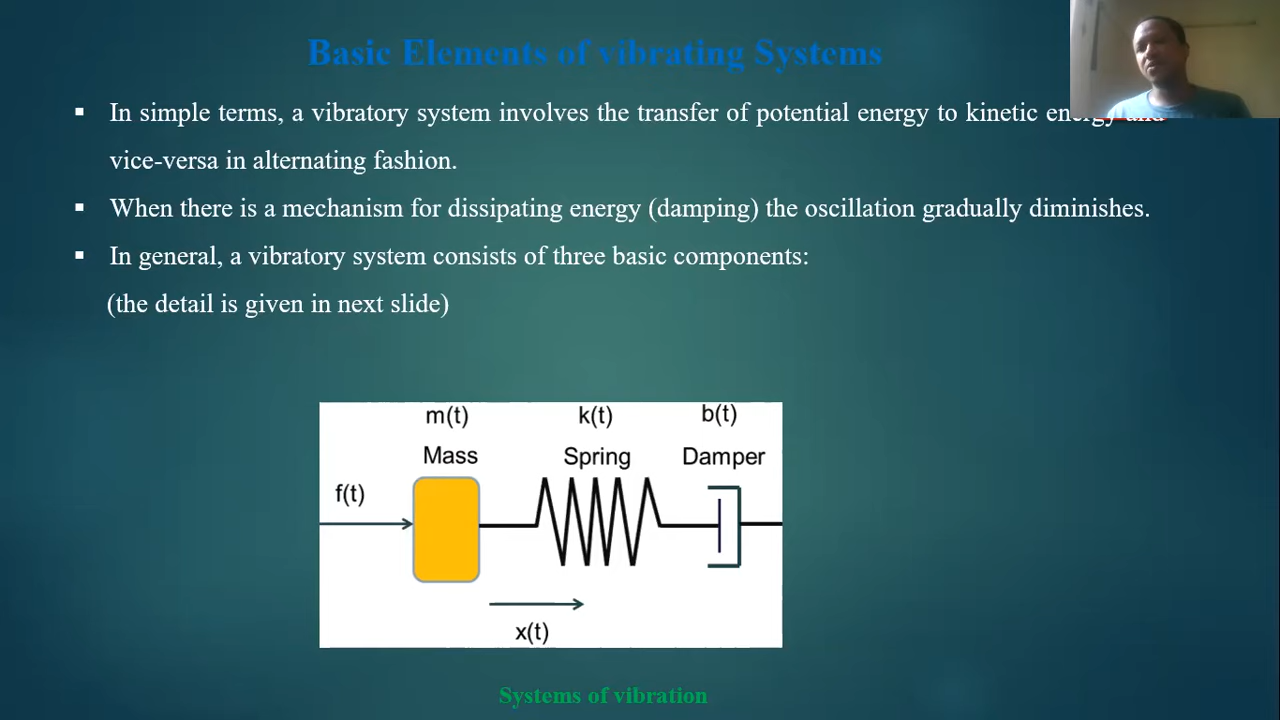 Basic Elements of vibrating Systems
▪ In simple terms, a vibratory system involves the transfer of potential energy to kinetic energy and
vice-versa in alternating fashion.
▪ When there is a mechanism for dissipating energy (damping) the oscillation gradually diminishes.
▪ In general, a vibratory system consists of three basic components:
(the detail is given in next slide)
m(t) k(t) b(t)
Mass Spring Damper
f(t)
x(t)
Systems of vibration